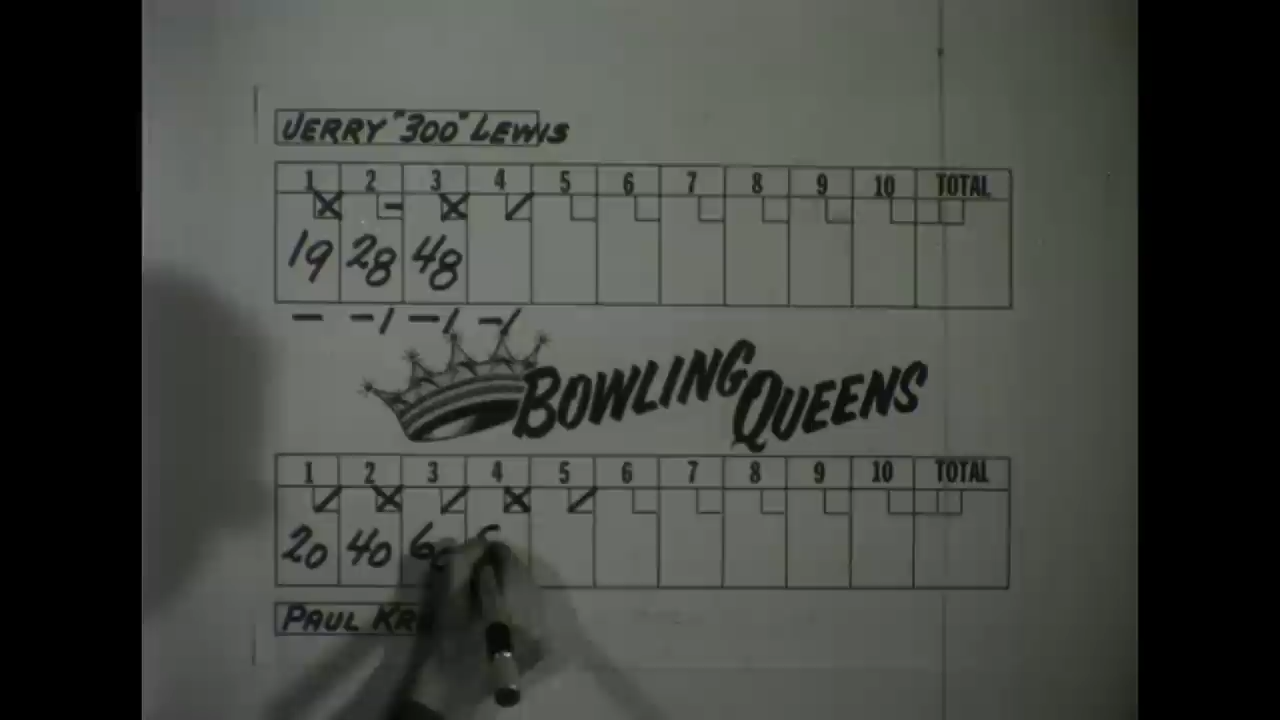 JERRY "300" LEWIS
1 2 3 4 5 6 7 8 9 10 TOTAL
X - X /
19 28 48
- -/ -/ -/
BOWLING QUEENS
1 2 3 4 5 6 7 8 9 10 TOTAL
/ X / X /
20 40
PAUL